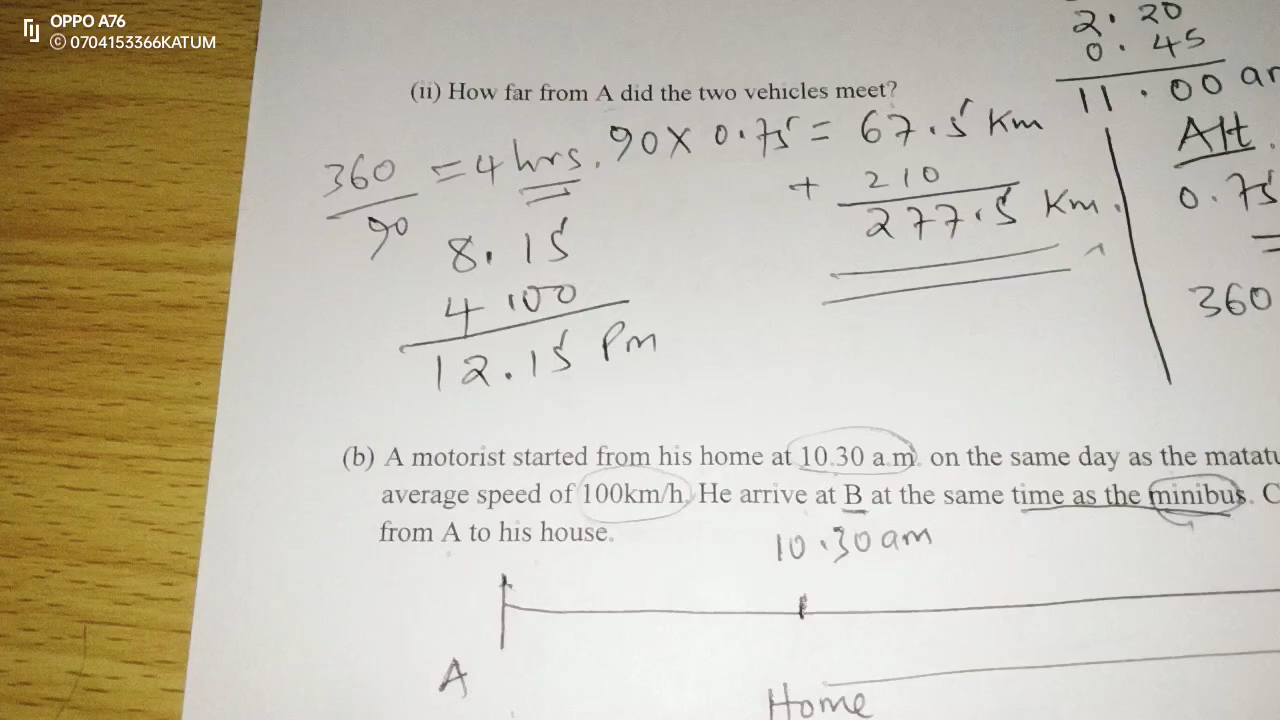 OPPO A76
© 0704153366KATUM
2.20
0.45
11.00 am
(ii) How far from A did the two vehicles meet?
360
90
= 4 hrs.
8.15
4.00
12.15 Pm
90 x 0.75 = 67.5 Km
+ 210
277.5 Km.
Alt.
0.75
=
360
(b) A motorist started from his home at 10.30 a.m. on the same day as the matatu
average speed of 100km/h. He arrive at B at the same time as the minibus. C
from A to his house.
10.30 am
A
Home